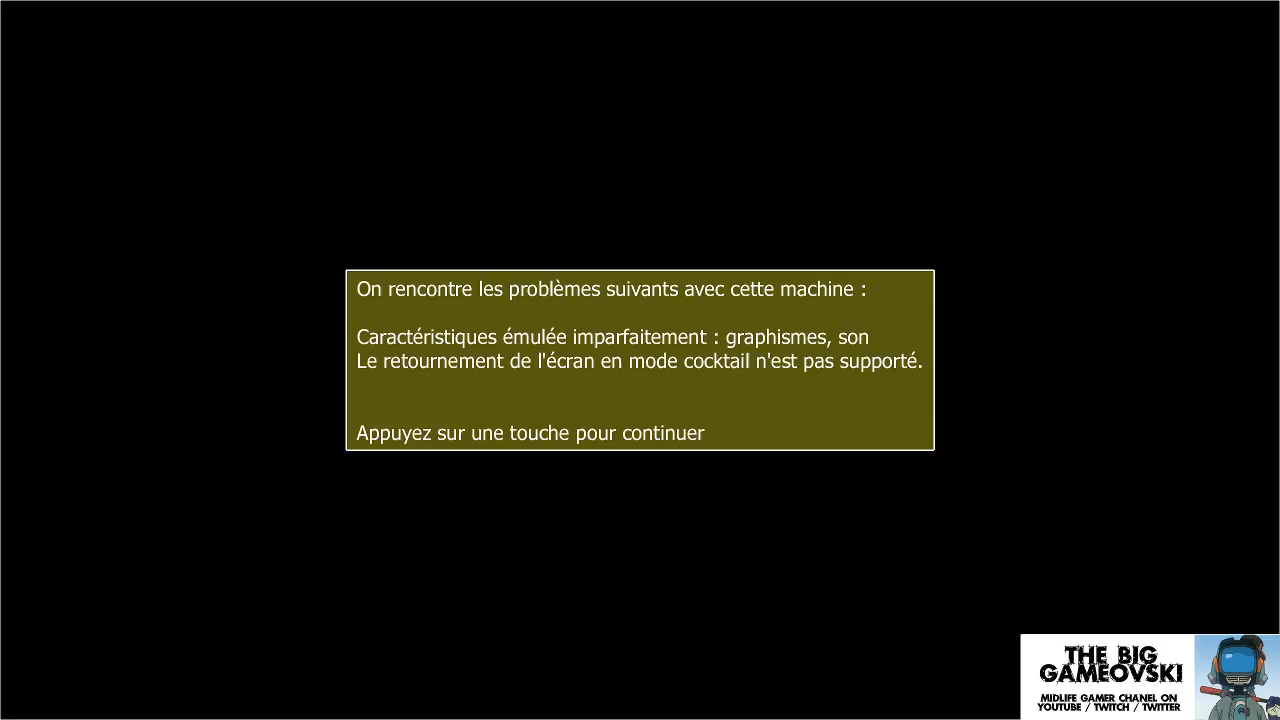 On rencontre les problèmes suivants avec cette machine :
Caractéristiques émulée imparfaitement : graphismes, son
Le retournement de l'écran en mode cocktail n'est pas supporté.
Appuyez sur une touche pour continuer
THE BIG
GAMEOVSKI
MIDLIFE GAMER CHANEL ON
YOUTUBE / TWITCH / TWITTER